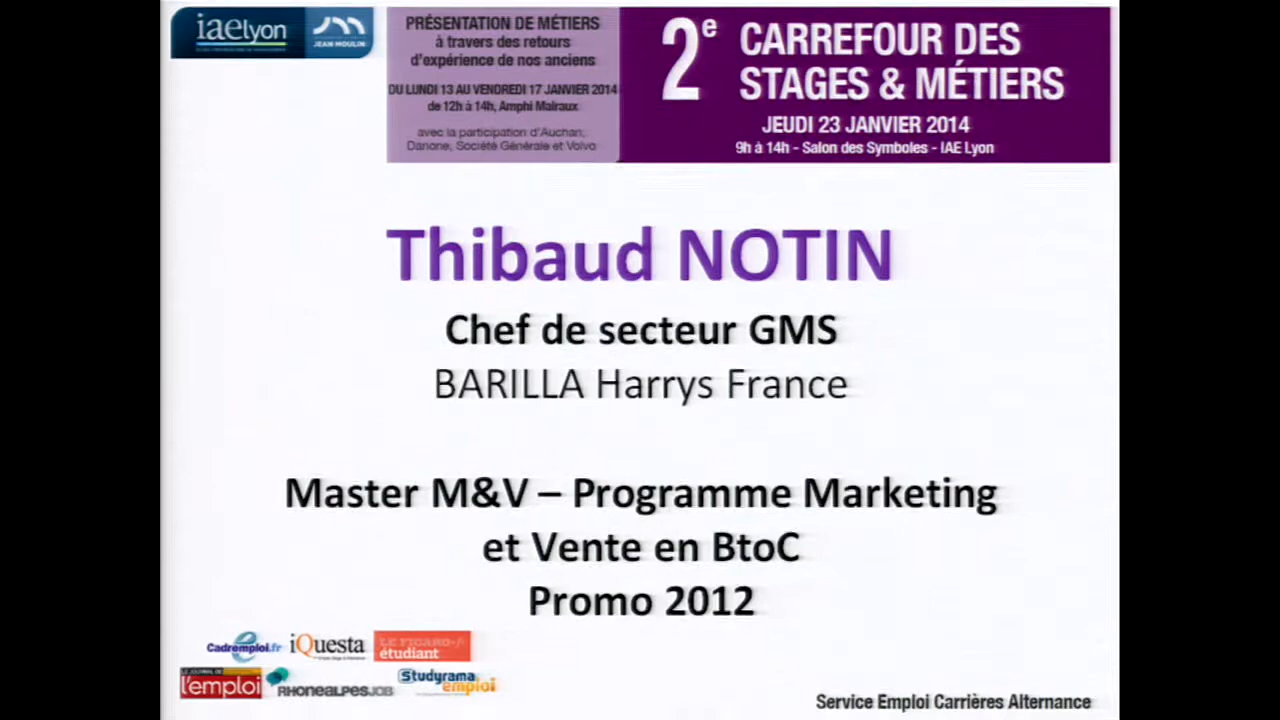 iaelyon
JEAN MOULIN
PRÉSENTATION DE MÉTIERS
à travers des retours
d'expérience de nos anciens
DU LUNDI 13 AU VENDREDI 17 JANVIER 2014
de 12h à 14h, Amphi Malraux
avec la participation d'Auchan,
Danone, Société Générale et Volvo
2e CARREFOUR DES
STAGES & MÉTIERS
JEUDI 23 JANVIER 2014
9h à 14h - Salon des Symboles - IAE Lyon
Thibaud NOTIN
Chef de secteur GMS
BARILLA Harrys France
Master M&V – Programme Marketing
et Vente en BtoC
Promo 2012
Cadremploi.fr
iQuesta
LE FIGARO
étudiant
LE JOURNAL DE
l'emploi
RHONEALPESJOB
Studyrama
emploi
Service Emploi Carrières Alternance